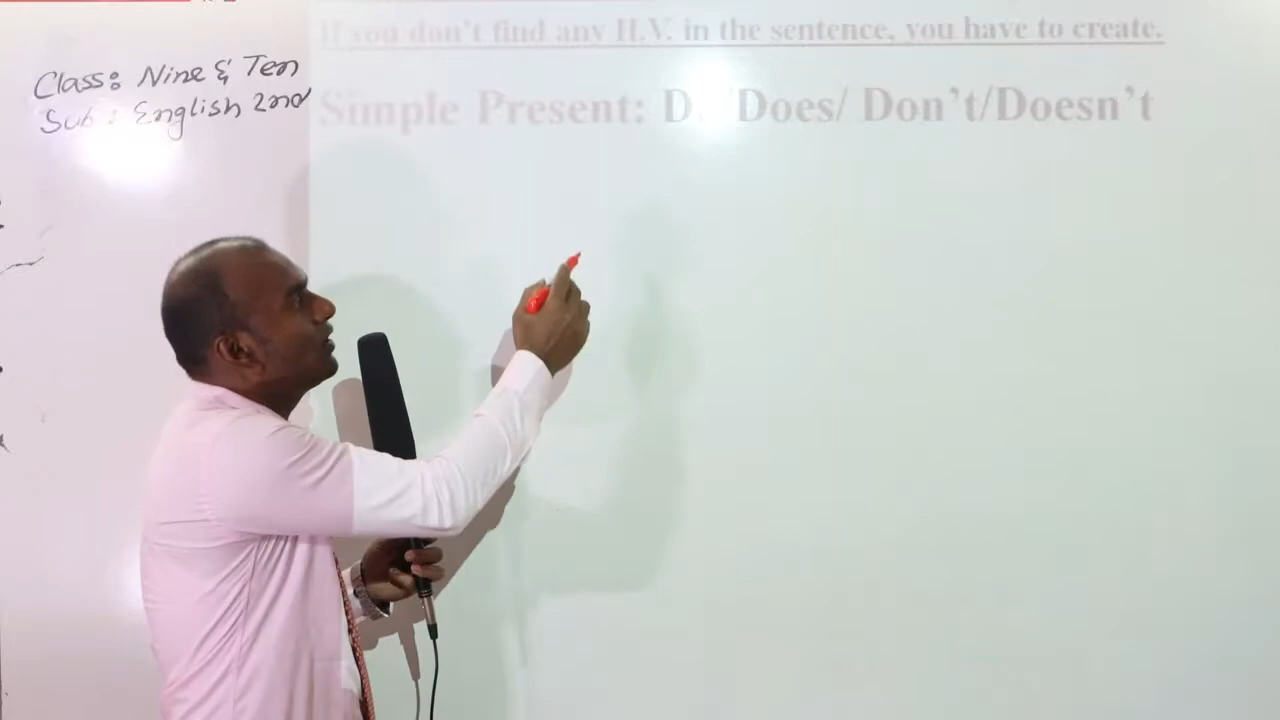 If you don't find any H.V. in the sentence, you have to create.
Class: Nine & Ten
Sub: English 2nd
Simple Present: D. /Does/ Don't/Doesn't